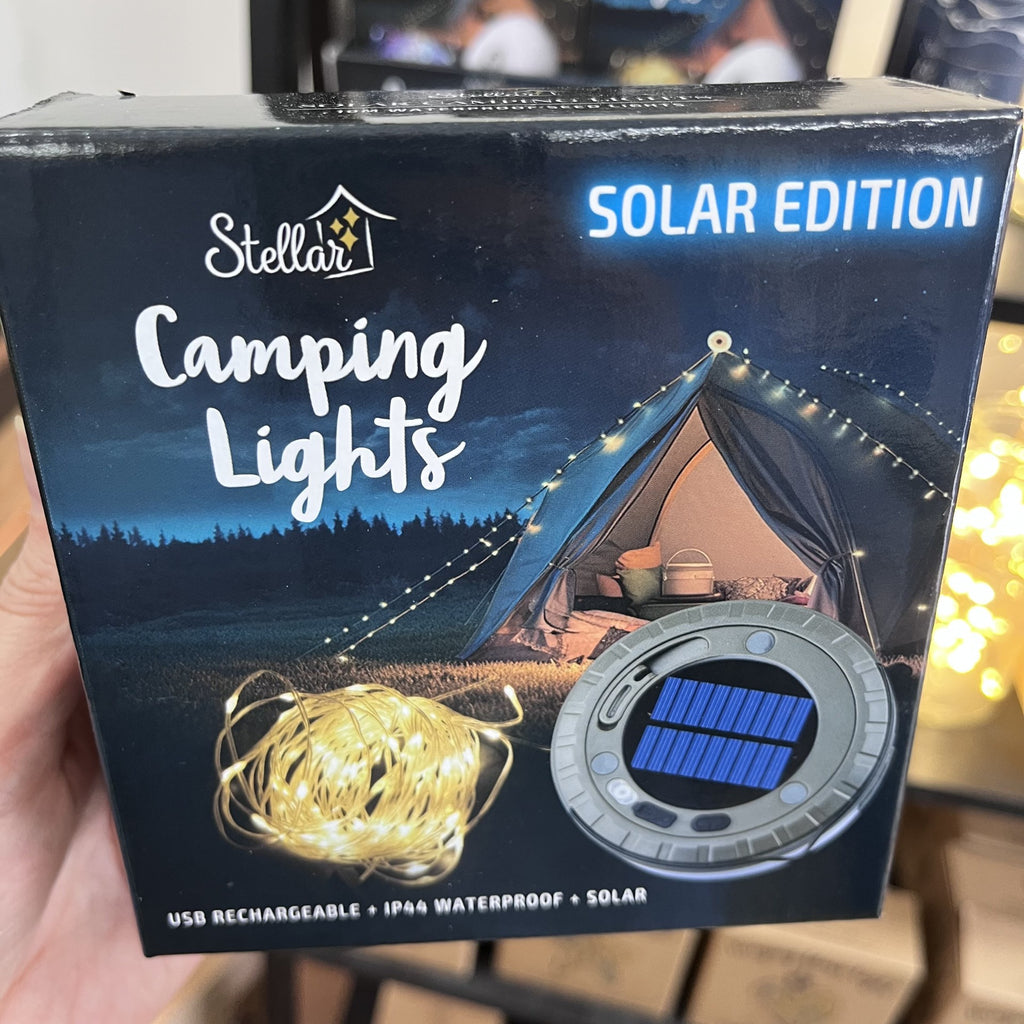 Stellar
SOLAR EDITION
Camping
Lights
USB RECHARGEABLE + IP44 WATERPROOF + SOLAR